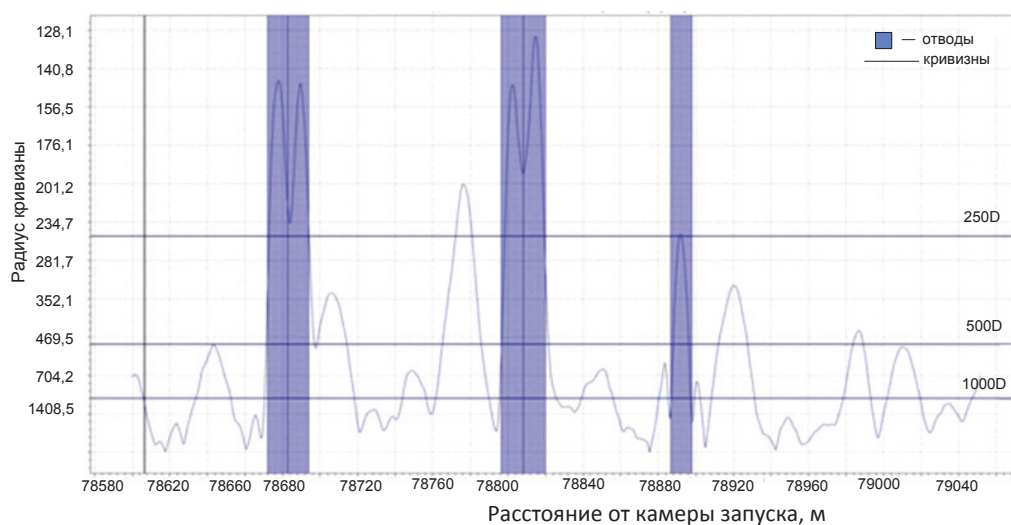 128,1
140,8
156,5
176,1
201,2
234,7
281,7
352,1
469,5
704,2
1408,5
Радиус кривизны
— отводы
кривизны
250D
500D
1000D
78580 78620 78660 78680 78720 78760 78800 78840 78880 78920 78960 79000 79040
Расстояние от камеры запуска, м